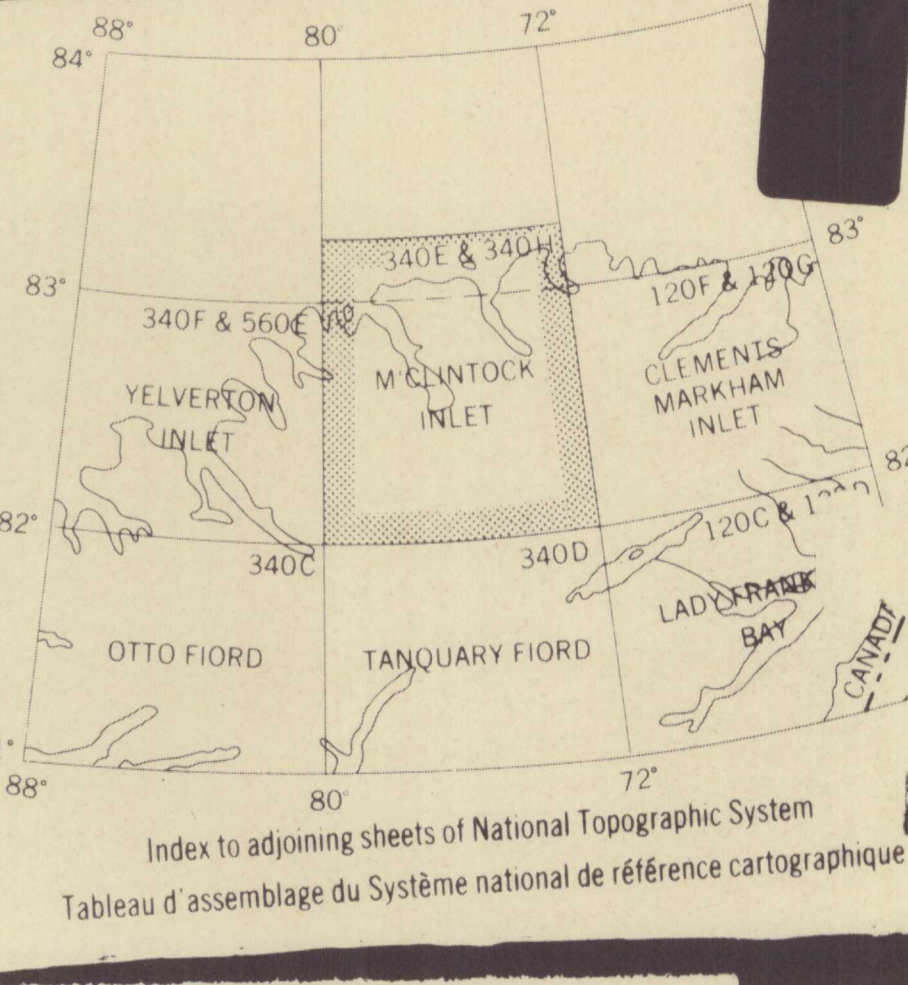 88°
80°
72°
84°
83°
83°
340E & 340H
120F & 120G
340F & 560E
M'CLINTOCK
INLET
CLEMENTS
MARKHAM
INLET
YELVERTON
INLET
82°
120C &
340C
340D
LADY FRANK
BAY
OTTO FIORD
TANQUARY FIORD
CANADA
88°
80°
72°
Index to adjoining sheets of National Topographic System
Tableau d'assemblage du Système national de référence cartographique